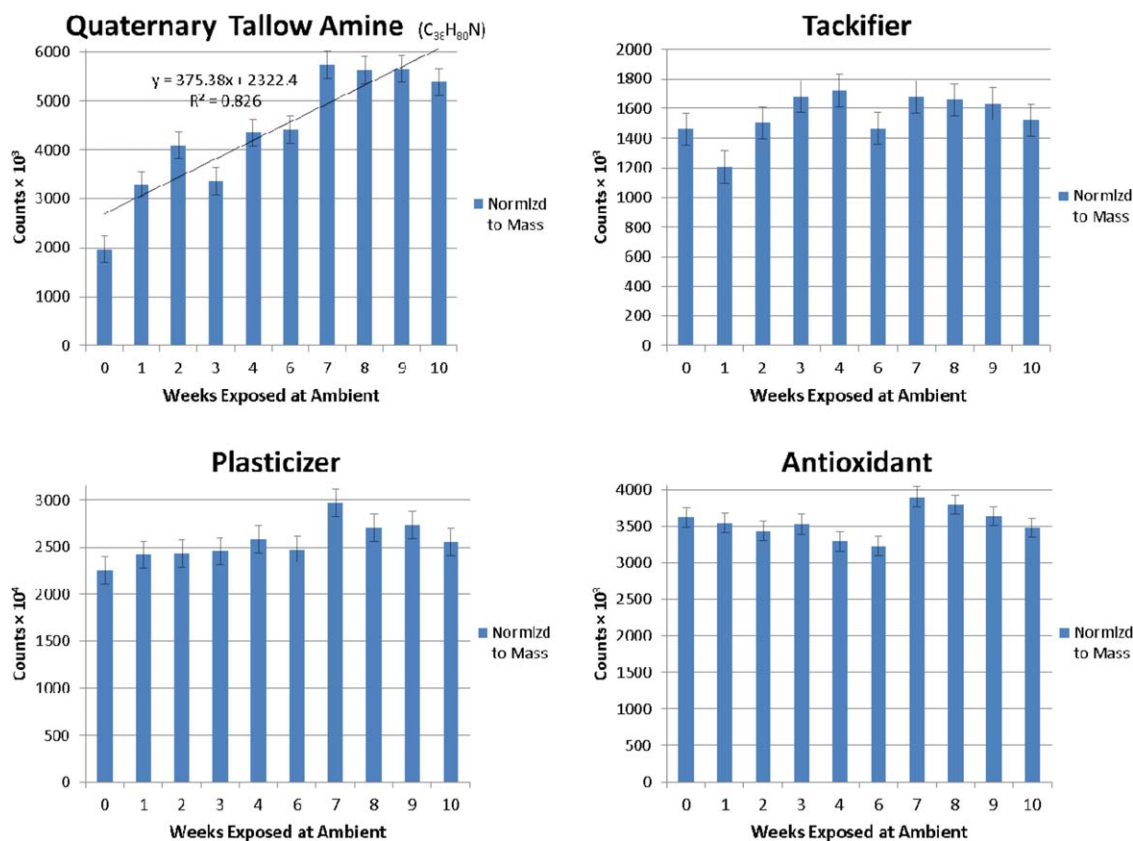 Quaternary Tallow Amine (C₃₈H₈₀N)
6000
5000
4000
3000
2000
1000
0
Counts × 10³
y = 375.38x + 2322.4
R² = 0.826
Normlzd
to Mass
0 1 2 3 4 6 7 8 9 10
Weeks Exposed at Ambient
Tackifier
2000
1800
1600
1400
1200
1000
800
600
400
200
0
Counts × 10³
Normlzd
to Mass
0 1 2 3 4 6 7 8 9 10
Weeks Exposed at Ambient
Plasticizer
3000
2500
2000
1500
1000
500
0
Counts × 10⁴
Normlzd
to Mass
0 1 2 3 4 6 7 8 9 10
Weeks Exposed at Ambient
Antioxidant
4000
3500
3000
2500
2000
1500
1000
500
0
Counts × 10³
Normlzd
to Mass
0 1 2 3 4 6 7 8 9 10
Weeks Exposed at Ambient